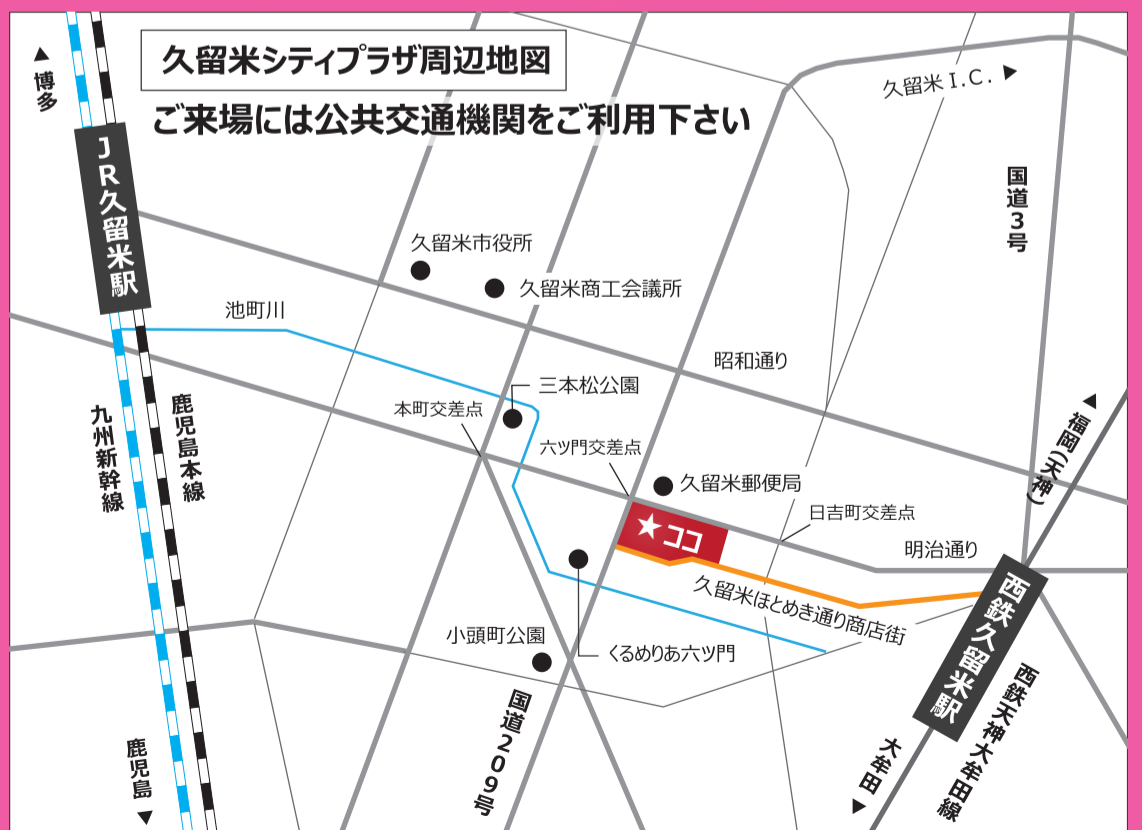 久留米シティプラザ周辺地図
ご来場には公共交通機関をご利用下さい
▲博多
久留米 I.C. ▶
JR久留米駅
国道3号
久留米市役所
久留米商工会議所
池町川
昭和通り
三本松公園
本町交差点
▲福岡(天神)
九州新幹線
鹿児島本線
六ツ門交差点
久留米郵便局
日吉町交差点
★ココ
明治通り
久留米ほとめき通り商店街
西鉄久留米駅
小頭町公園
くるめりあ六ツ門
国道209号
西鉄天神大牟田線
鹿児島▼
大牟田▼